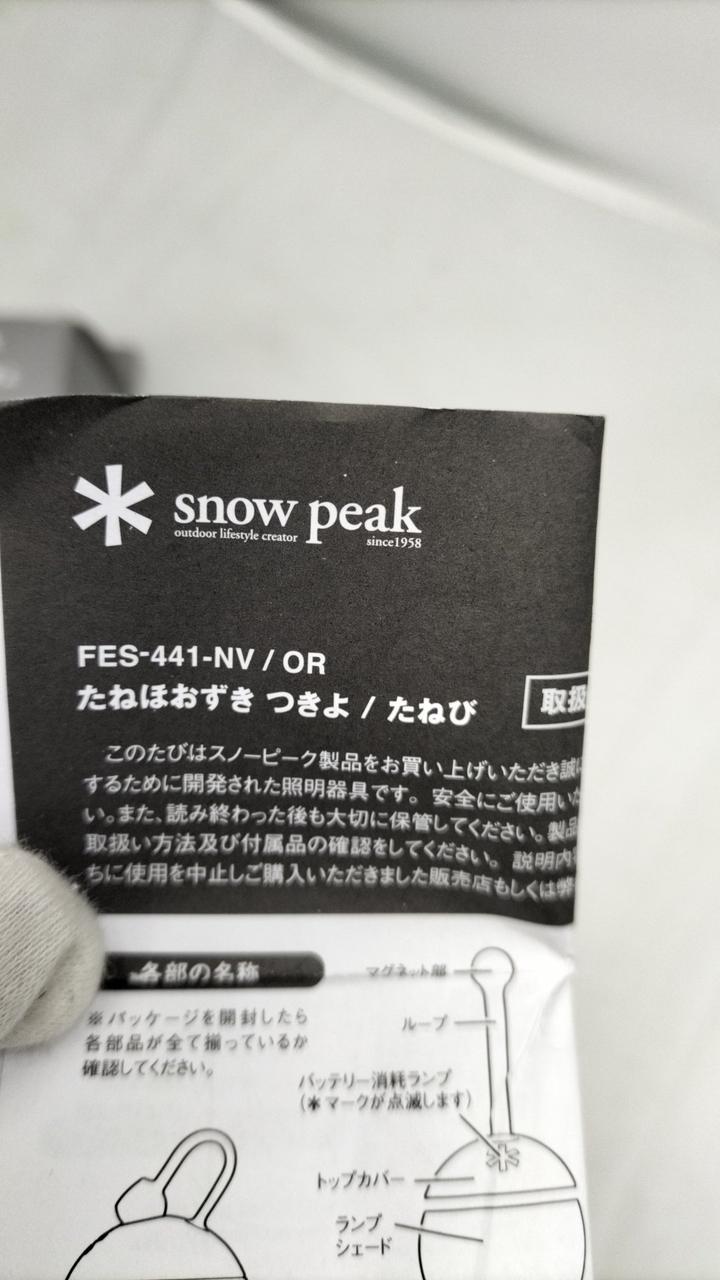 snow peak
outdoor lifestyle creator since1958
FES-441-NV / OR
たねほおずき つきよ / たねび
取扱
このたびはスノーピーク製品をお買い上げいただき誠に
するために開発された照明器具です。安全にご使用いた
い。また、読み終わった後も大切に保管してください。製品
取扱い方法及び付属品の確認をしてください。 説明内
ちに使用を中止しご購入いただきました販売店もしくは弊
各部の名称
※パッケージを開封したら
各部品が全て揃っているか
確認してください。
マグネット部
ループ
バッテリー消耗ランプ
(＊マークが点滅します)
トップカバー
ランプ
シェード